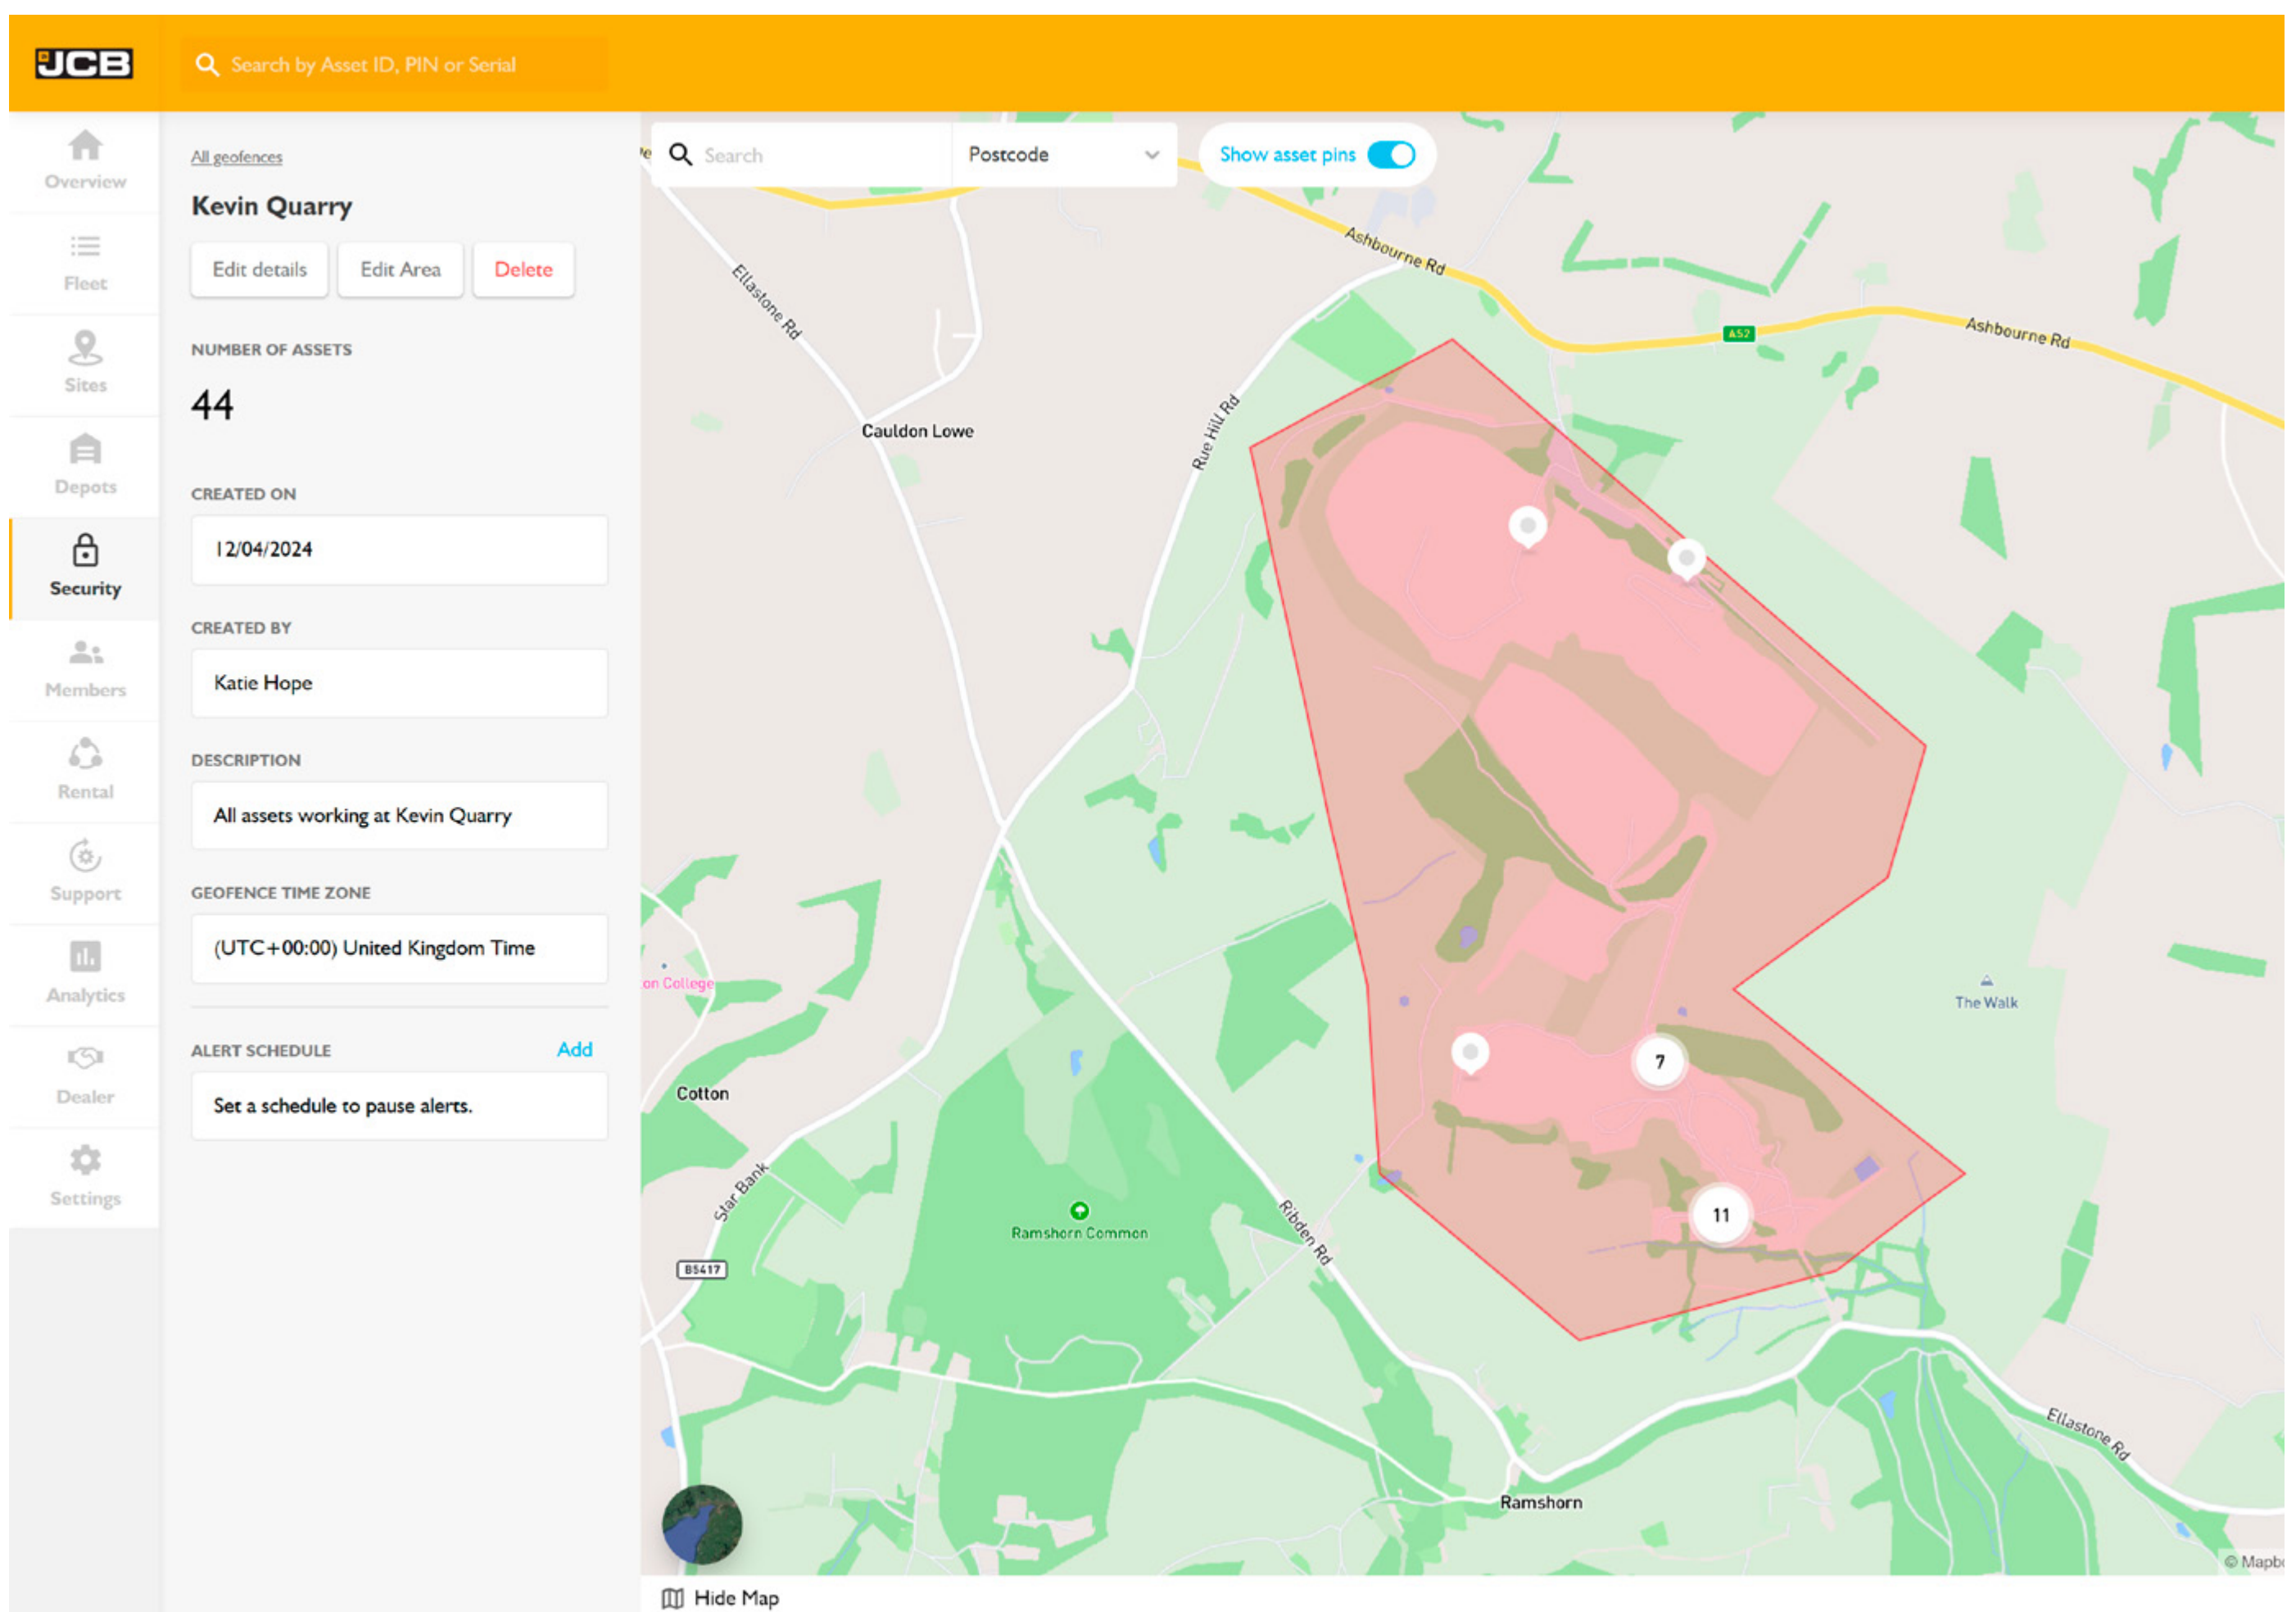 JCB
Search by Asset ID, PIN or Serial
Overview
Fleet
Sites
Depots
Security
Members
Rental
Support
Analytics
Dealer
Settings
All geofences
Kevin Quarry
Edit details
Edit Area
Delete
NUMBER OF ASSETS
44
CREATED ON
12/04/2024
CREATED BY
Katie Hope
DESCRIPTION
All assets working at Kevin Quarry
GEOFENCE TIME ZONE
(UTC+00:00) United Kingdom Time
ALERT SCHEDULE
Add
Set a schedule to pause alerts.
Search
Postcode
Show asset pins
Ashbourne Rd
Ellastone Rd
A52
Ashbourne Rd
Rue Hill Rd
Cauldon Lowe
on College
The Walk
7
Cotton
Star Bank
11
Ramshorn Common
Ribden Rd
B5417
Ellastone Rd
Ramshorn
© Mapbo
Hide Map